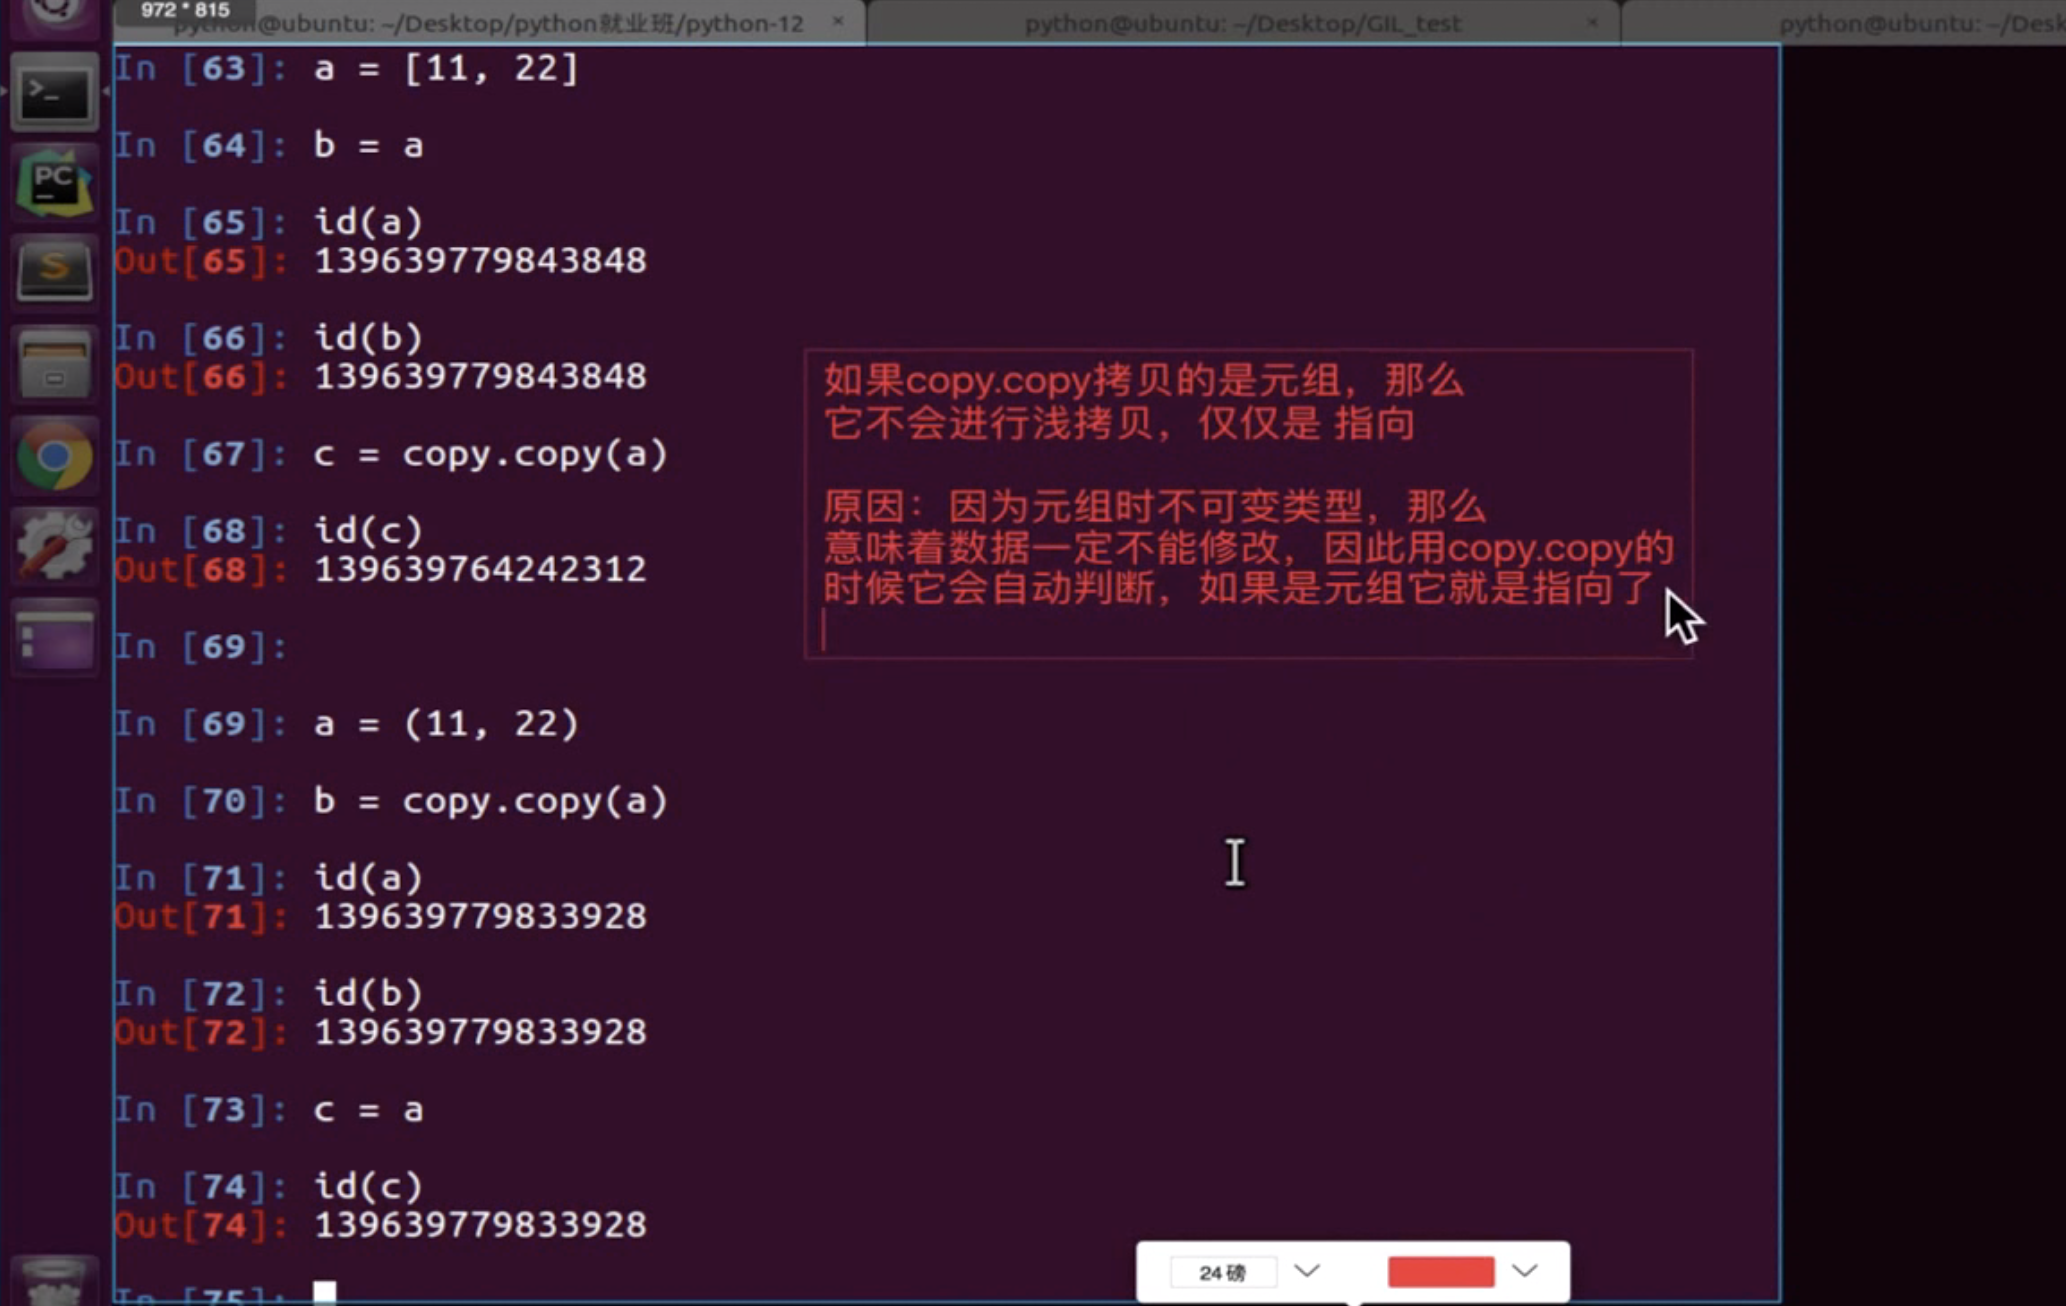 972 * 815
python@ubuntu: ~/Desktop/python就业班/python-12 ×
python@ubuntu: ~/Desktop/GIL_test ×
python@ubuntu: ~/Desk
In [63]: a = [11, 22]
In [64]: b = a
In [65]: id(a)
Out[65]: 139639779843848
In [66]: id(b)
Out[66]: 139639779843848
In [67]: c = copy.copy(a)
In [68]: id(c)
Out[68]: 139639764242312
In [69]:
In [69]: a = (11, 22)
In [70]: b = copy.copy(a)
In [71]: id(a)
Out[71]: 139639779833928
In [72]: id(b)
Out[72]: 139639779833928
In [73]: c = a
In [74]: id(c)
Out[74]: 139639779833928
In [75]:
如果copy.copy拷贝的是元组，那么
它不会进行浅拷贝，仅仅是 指向
原因：因为元组时不可变类型，那么
意味着数据一定不能修改，因此用copy.copy的
时候它会自动判断，如果是元组它就是指向了
PC
S
24 磅